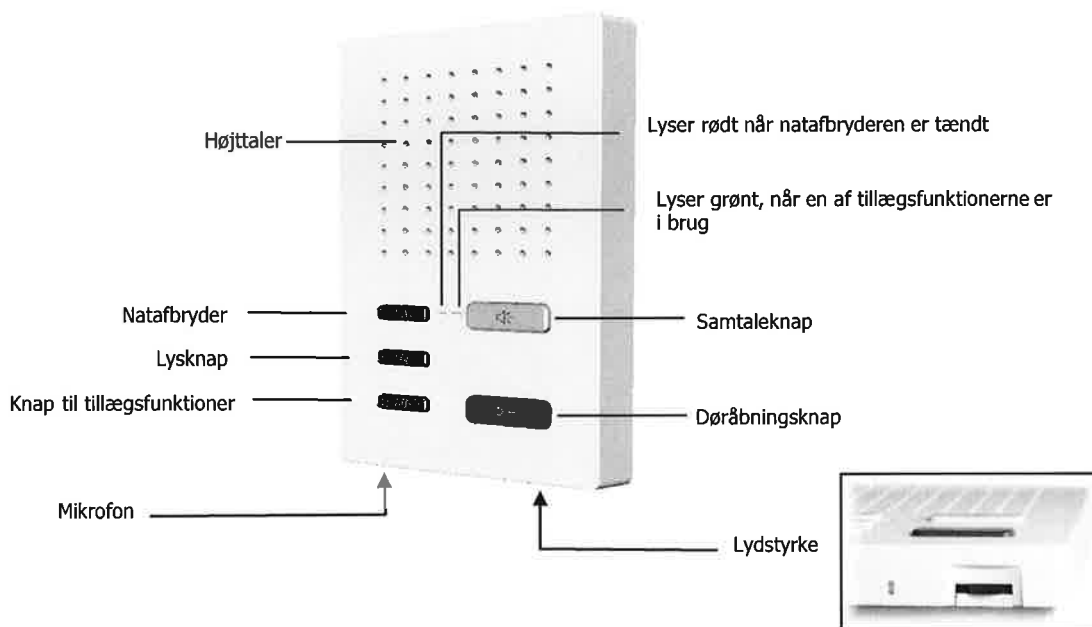 Højttaler
Lyser rødt når natafbryderen er tændt
Lyser grønt, når en af tillægsfunktionerne er
i brug
Natafbryder
Samtaleknap
Lysknap
Knap til tillægsfunktioner
Døråbningsknap
Mikrofon
Lydstyrke